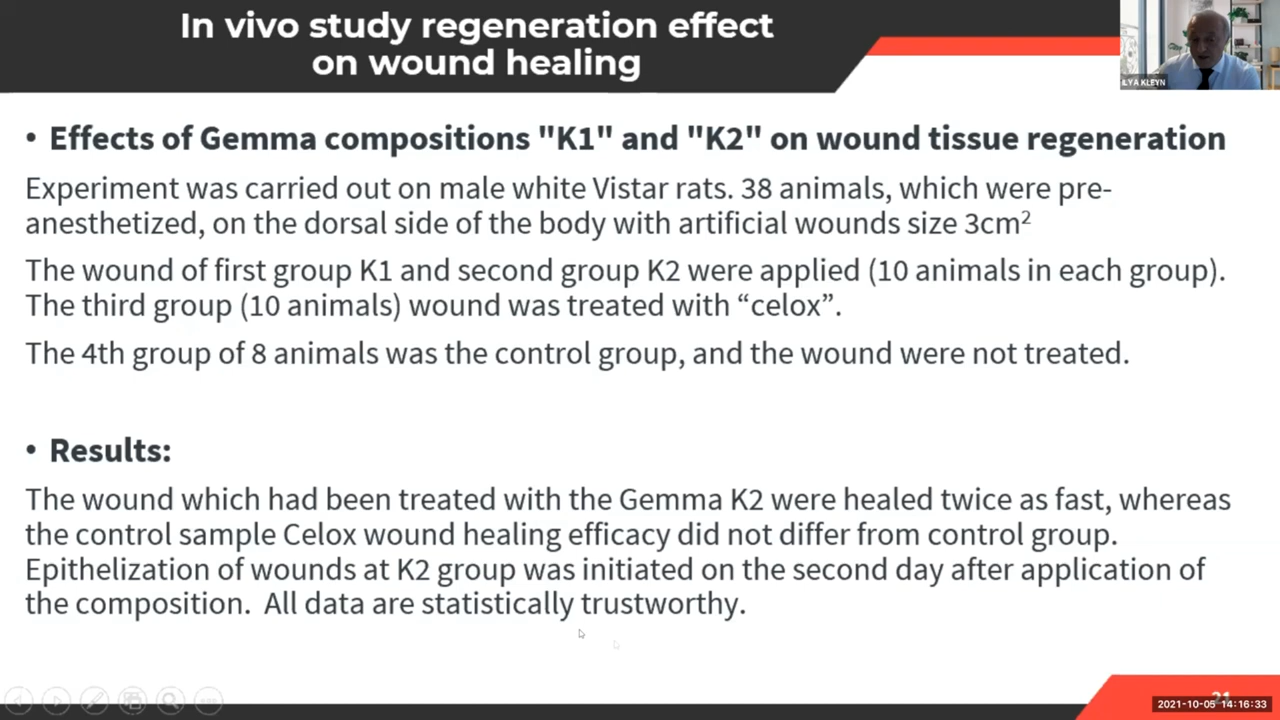 In vivo study regeneration effect
on wound healing
ILYA KLEYN
• Effects of Gemma compositions "K1" and "K2" on wound tissue regeneration
Experiment was carried out on male white Vistar rats. 38 animals, which were pre-
anesthetized, on the dorsal side of the body with artificial wounds size 3cm²
The wound of first group K1 and second group K2 were applied (10 animals in each group).
The third group (10 animals) wound was treated with “celox”.
The 4th group of 8 animals was the control group, and the wound were not treated.
• Results:
The wound which had been treated with the Gemma K2 were healed twice as fast, whereas
the control sample Celox wound healing efficacy did not differ from control group.
Epithelization of wounds at K2 group was initiated on the second day after application of
the composition.  All data are statistically trustworthy.
21
2021-10-05 14:16:33